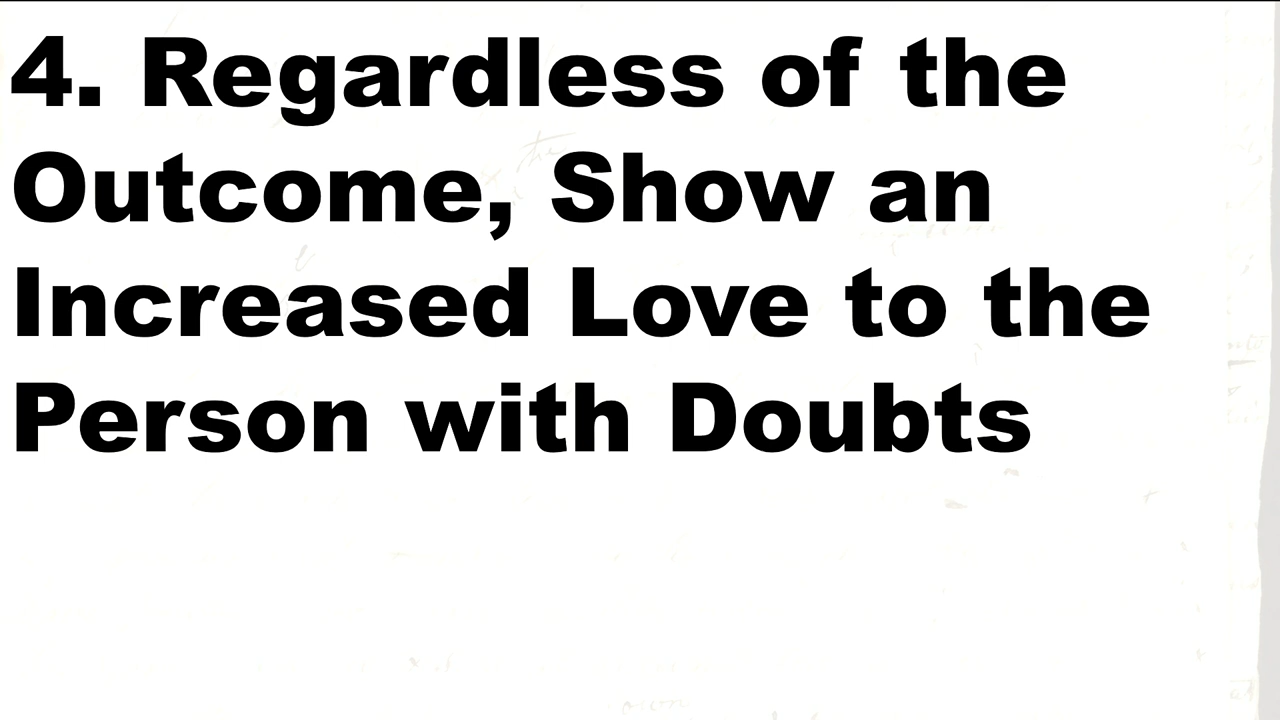 4. Regardless of the
Outcome, Show an
Increased Love to the
Person with Doubts